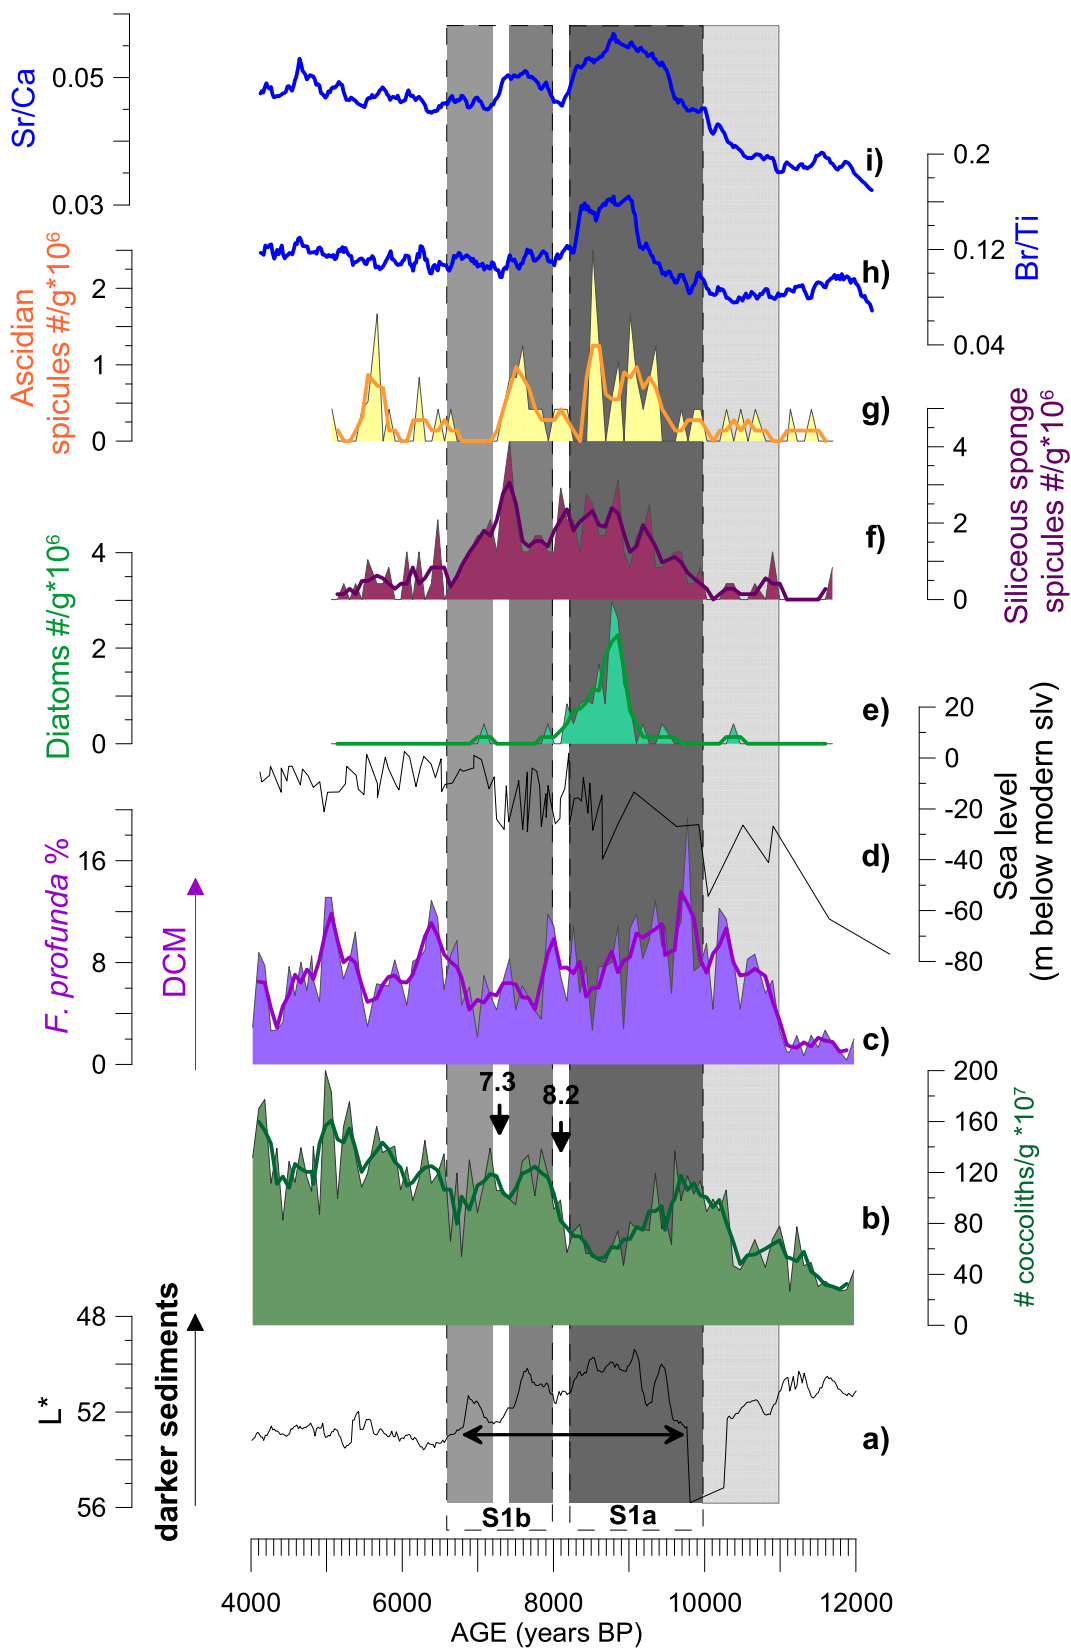 Sr/Ca
0.05
0.03
i)
0.2
0.12
0.04
Br/Ti
h)
Ascidian
spicules #/g*10⁶
2
1
0
g)
Siliceous sponge
spicules #/g*10⁶
4
2
0
f)
Diatoms #/g*10⁶
4
2
0
e)
Sea level
(m below modern slv)
20
0
-20
-40
-60
-80
d)
F. profunda %
16
8
0
DCM
c)
7.3
8.2
# coccoliths/g *10⁷
200
160
120
80
40
0
b)
L*
48
52
56
darker sediments
a)
S1b
S1a
4000
6000
8000
10000
12000
AGE (years BP)